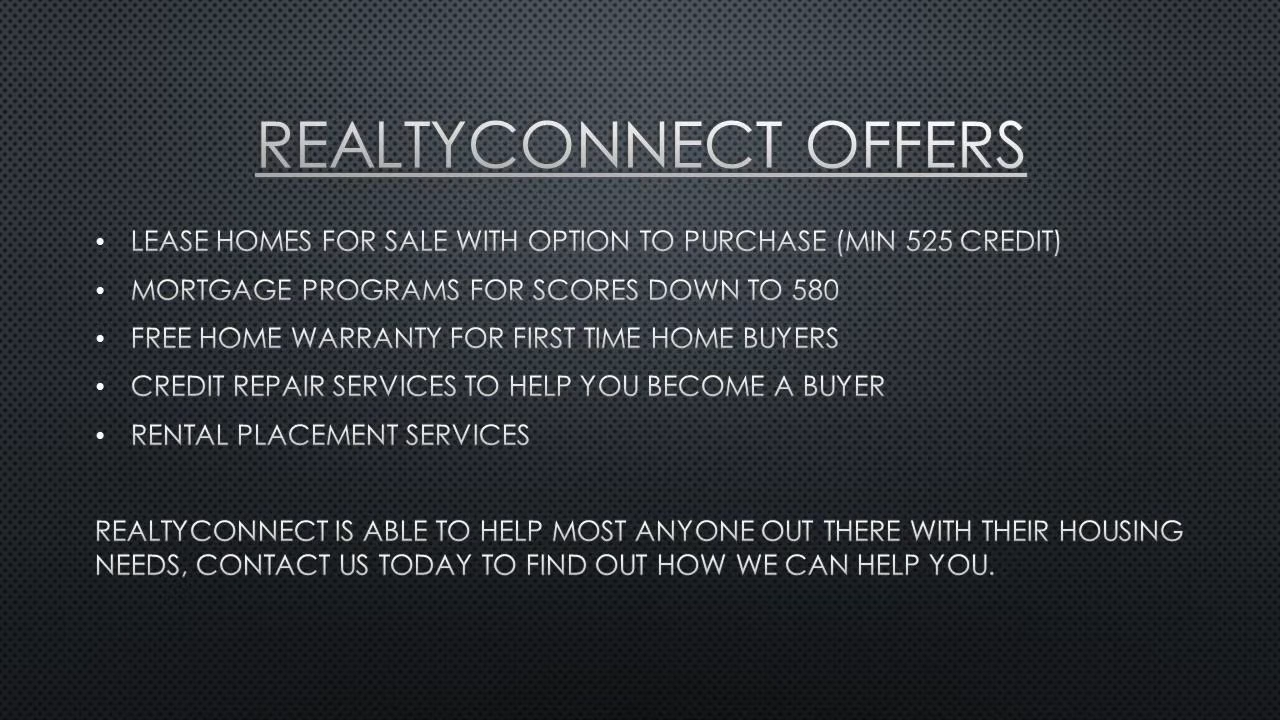 REALTYCONNECT OFFERS
• LEASE HOMES FOR SALE WITH OPTION TO PURCHASE (MIN 525 CREDIT)
• MORTGAGE PROGRAMS FOR SCORES DOWN TO 580
• FREE HOME WARRANTY FOR FIRST TIME HOME BUYERS
• CREDIT REPAIR SERVICES TO HELP YOU BECOME A BUYER
• RENTAL PLACEMENT SERVICES
REALTYCONNECT IS ABLE TO HELP MOST ANYONE OUT THERE WITH THEIR HOUSING
NEEDS, CONTACT US TODAY TO FIND OUT HOW WE CAN HELP YOU.